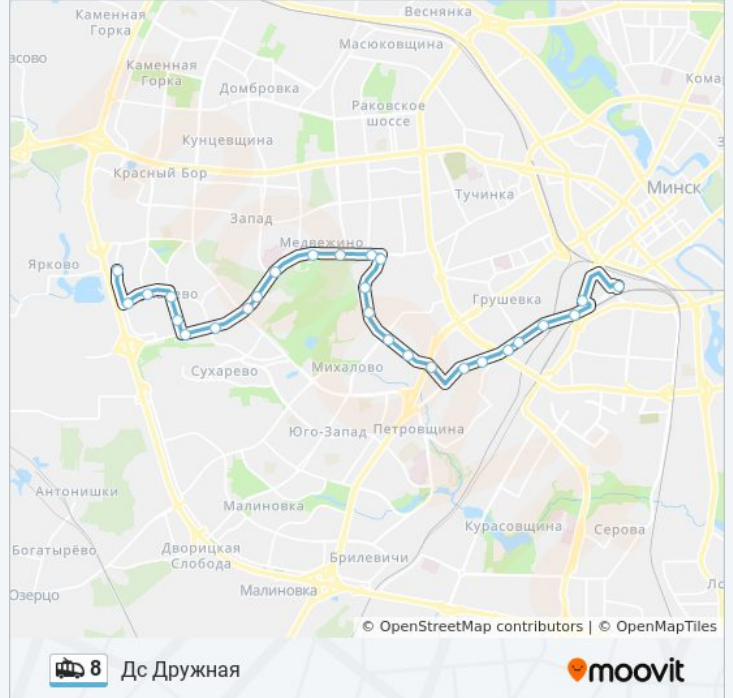 Каменная
Горка
Веснянка
Масюковщина
Каменная
Горка
Домбровка
Раковское
шоссе
Кунцевщина
Красный Бор
Тучинка
Минск
Запад
Медвежино
Ярково
Грушевка
Сухарево
Михалово
Юго-Запад
Петровщина
Антонишки
Малиновка
Курасовщина
Серова
Дворицкая
Слобода
Богатырёво
Брилевичи
Малиновка
Озерцо
© OpenStreetMap contributors | © OpenMapTiles
8 Дс Дружная
moovit